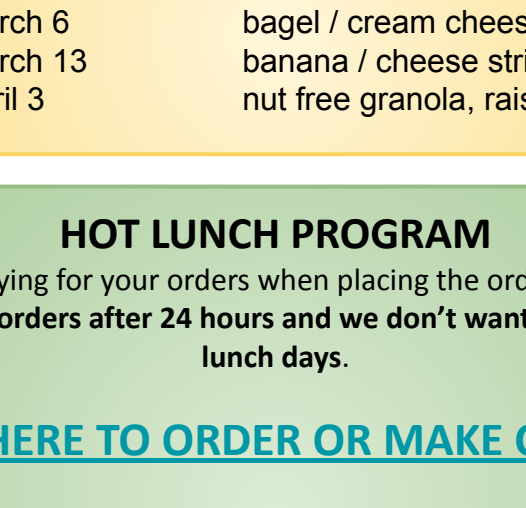 rch 6 bagel / cream chees
rch 13 banana / cheese stri
ril 3 nut free granola, rais
HOT LUNCH PROGRAM
ying for your orders when placing the ord
orders after 24 hours and we don't want
lunch days.
HERE TO ORDER OR MAKE C